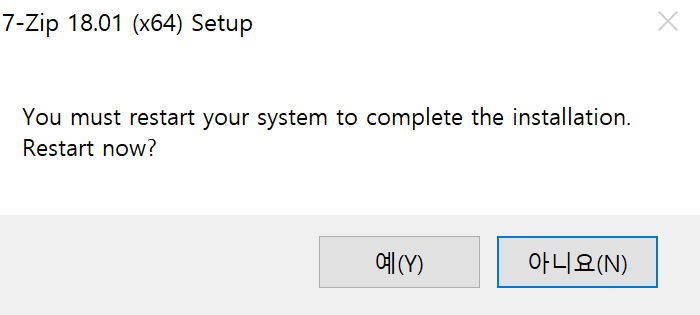 7-Zip 18.01 (x64) Setup
You must restart your system to complete the installation.
Restart now?
예(Y)
아니요(N)